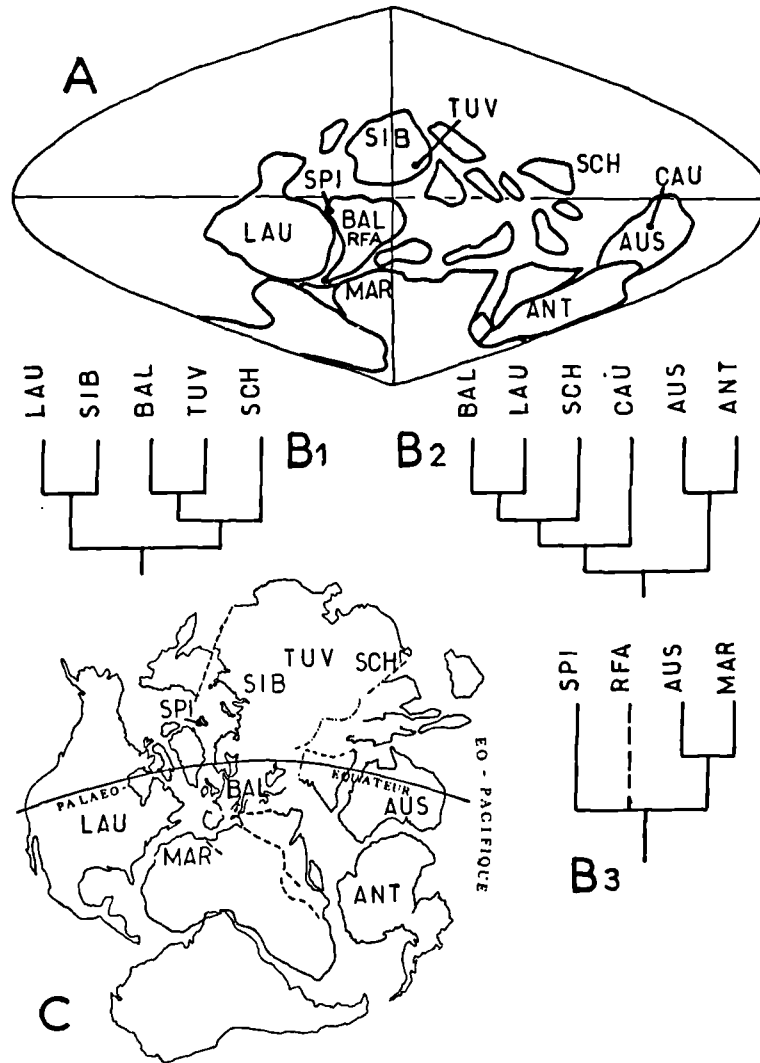 A
TUV
SIB
SCH
SPI
CAU
BAL
LAU
RFA
AUS
MAR
ANT
LAU SIB BAL TUV SCH
B1
B2
BAL LAU SCH CAU AUS ANT
TUV
SCH
SIB
SPI
PALAEO-EQUATEUR
BAL
LAU
AUS
MAR
ANT
EO-PACIFIQUE
C
SPI RFA AUS MAR
B3